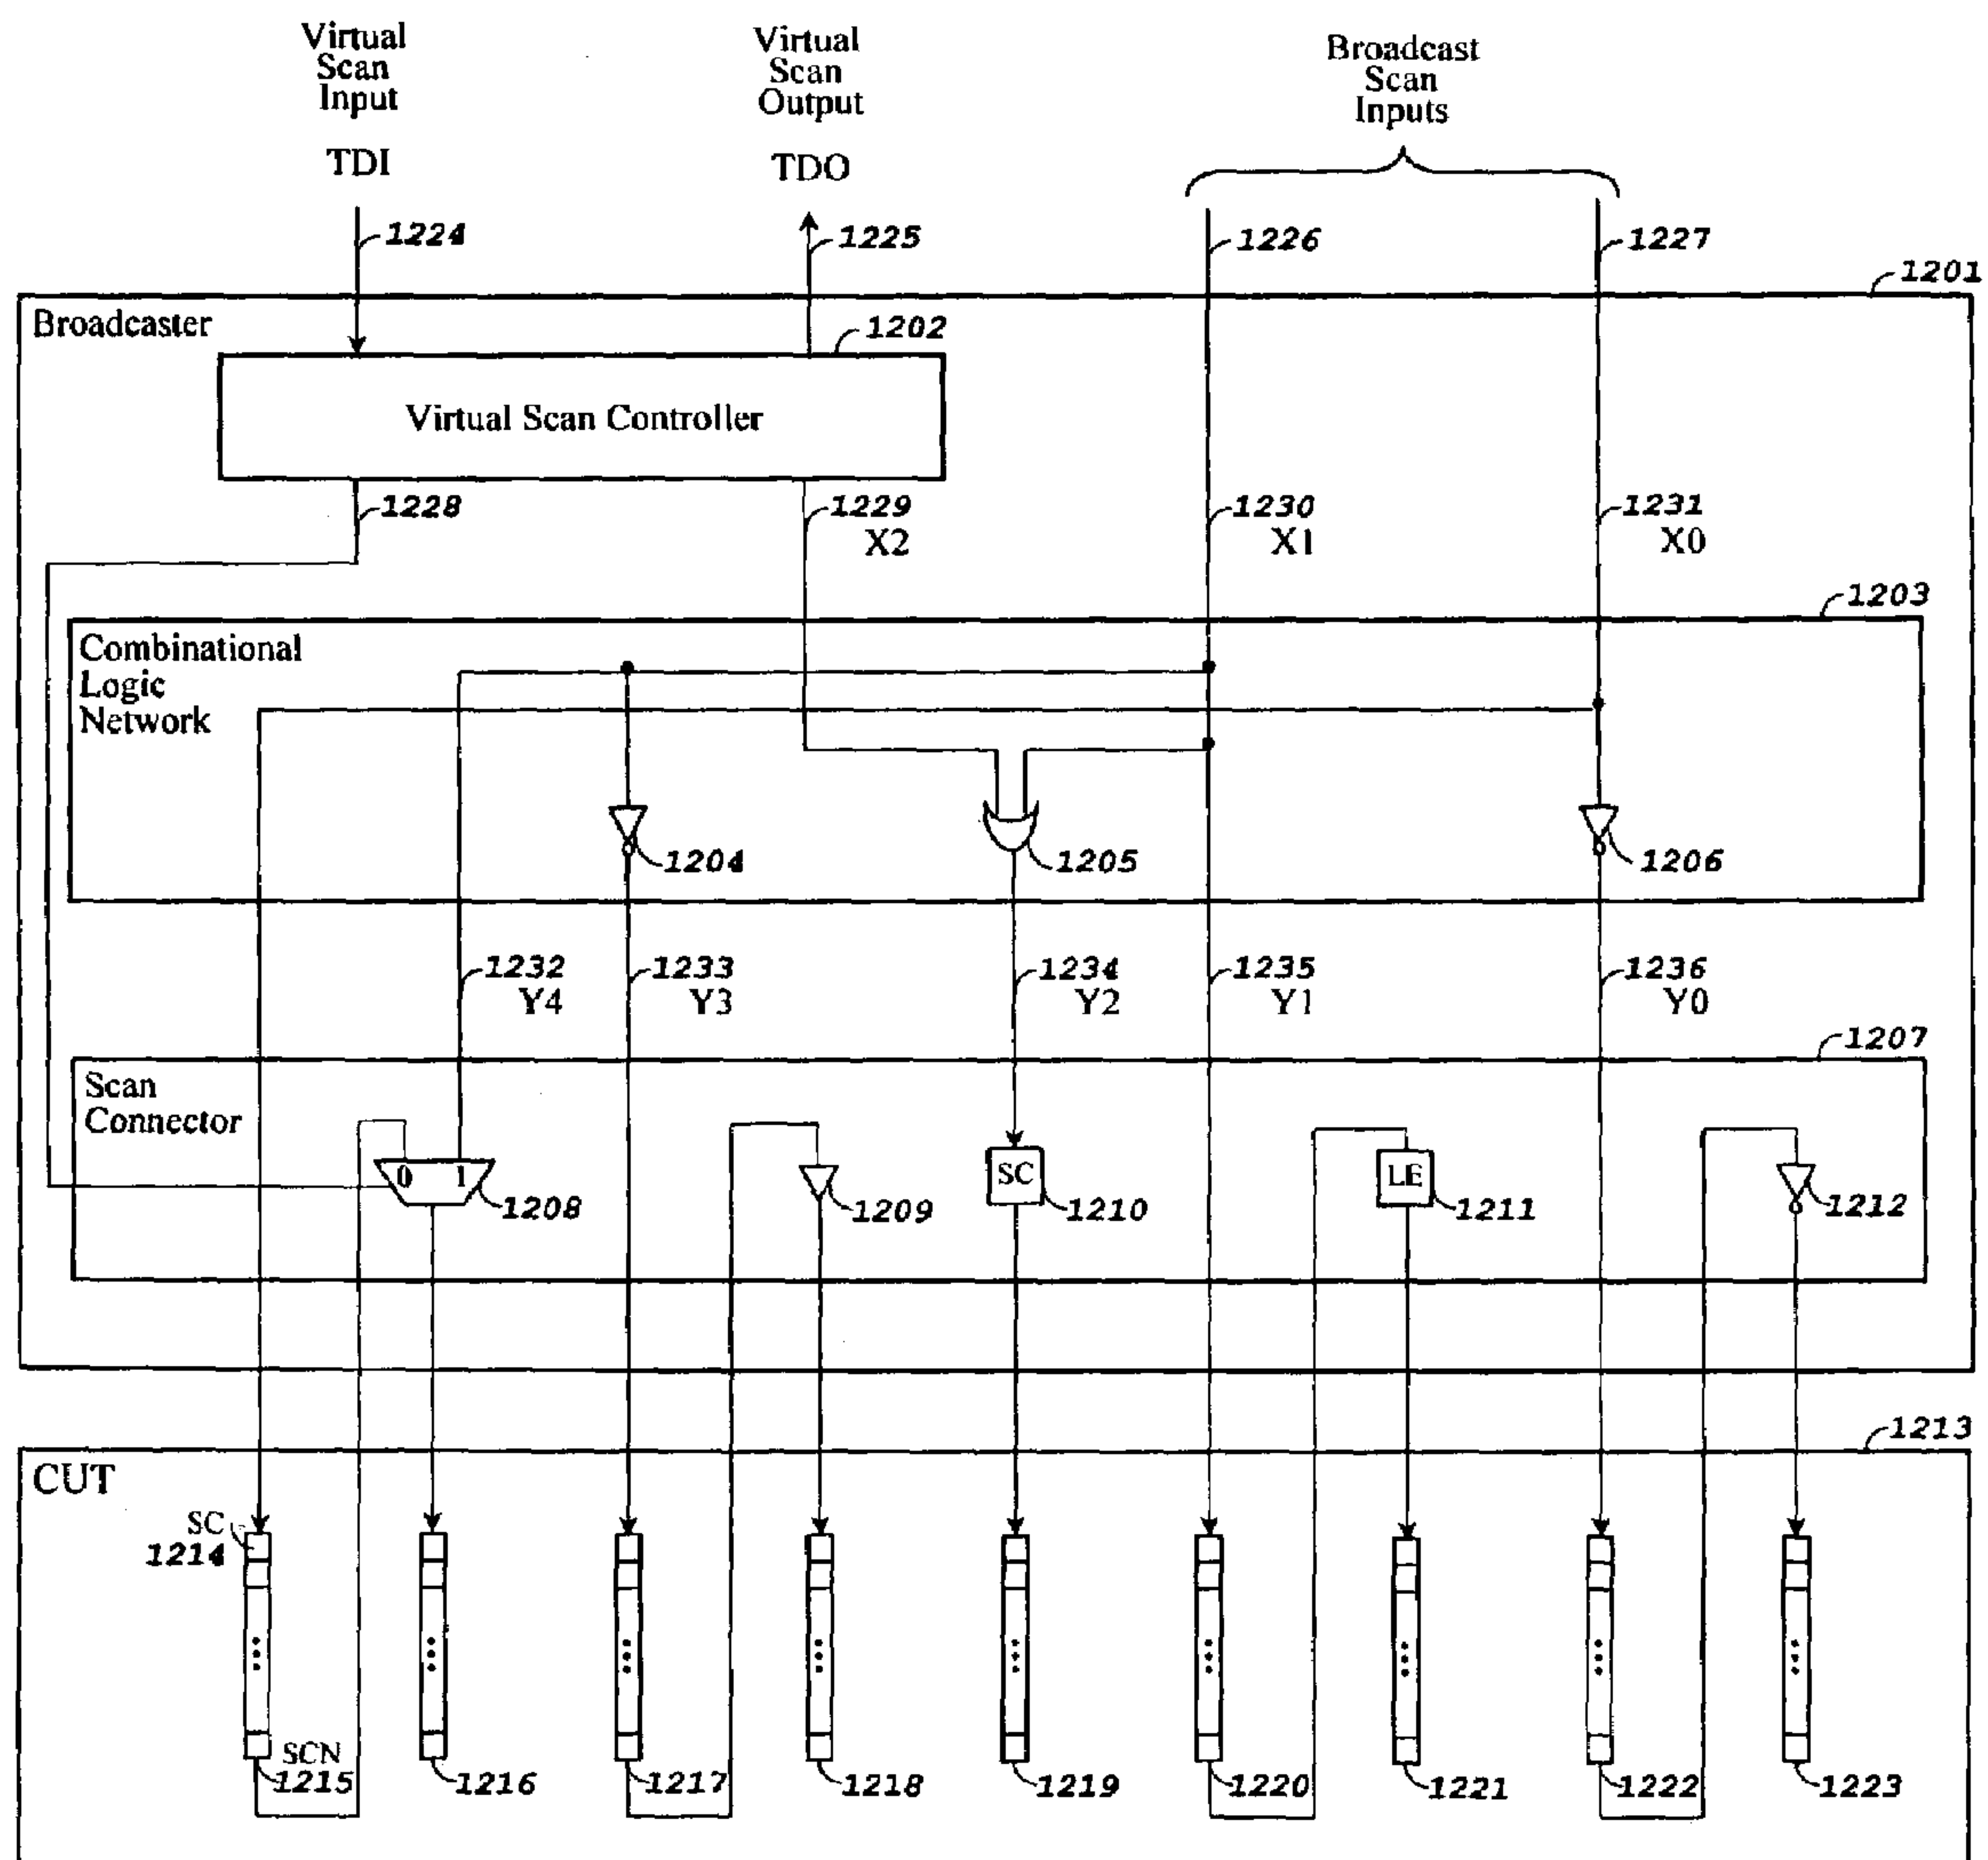 Virtual
Scan
Input
TDI
Virtual
Scan
Output
TDO
Broadcast
Scan
Inputs
1224
1225
1226
1227
1201
Broadcaster
1202
Virtual Scan Controller
1228
1229
X2
1230
X1
1231
X0
1203
Combinational
Logic
Network
1204
1205
1206
1232
Y4
1233
Y3
1234
Y2
1235
Y1
1236
Y0
1207
Scan
Connector
0 1
1208
1209
SC
1210
LE
1211
1212
1213
CUT
SC
1214
SCN
1215
1216
1217
1218
1219
1220
1221
1222
1223